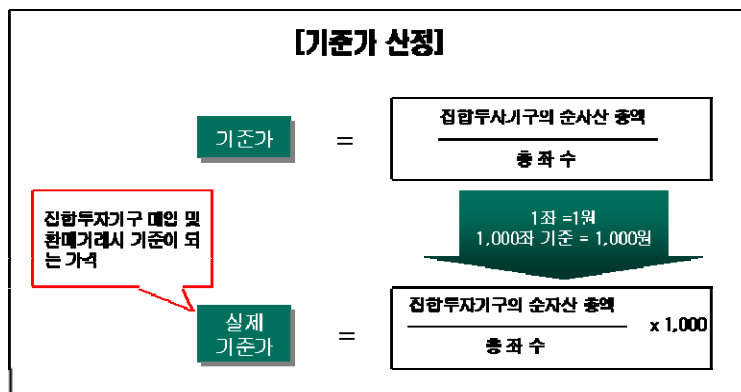 [기준가 산정]
기준가
=
집합투자기구의 순자산 총액
총 좌 수
집합투자기구 매입 및
환매거래시 기준이 되
는 가격
1좌 =1원
1,000좌 기준 = 1,000원
실제
기준가
=
집합투자기구의 순자산 총액
총 좌 수
x 1,000